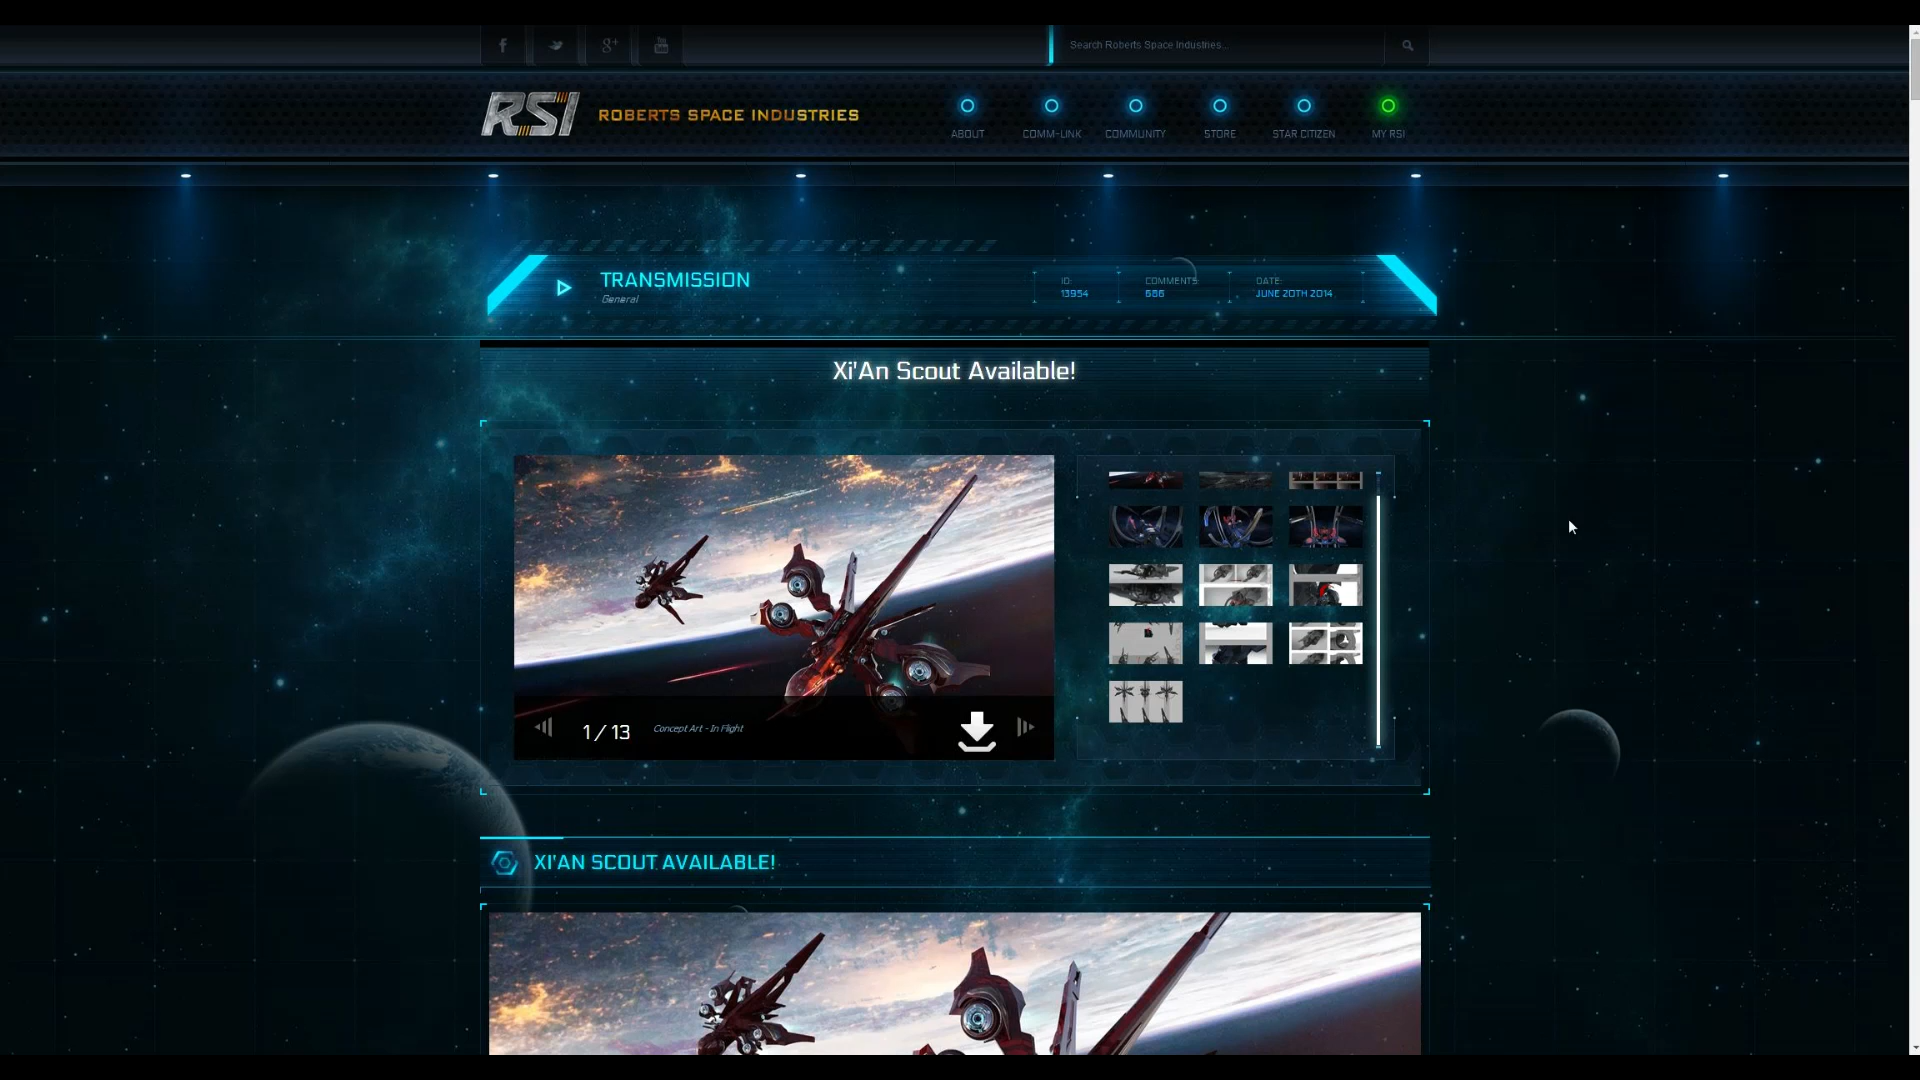 f g+ You Tube
Search Roberts Space Industries...
RSI ROBERTS SPACE INDUSTRIES
ABOUT COMM-LINK COMMUNITY STORE STAR CITIZEN MY RSI
TRANSMISSION
General
ID: COMMENTS: DATE:
13954 686 JUNE 20TH 2014
Xi'An Scout Available!
1 / 13 Concept Art - In Flight
XI'AN SCOUT AVAILABLE!